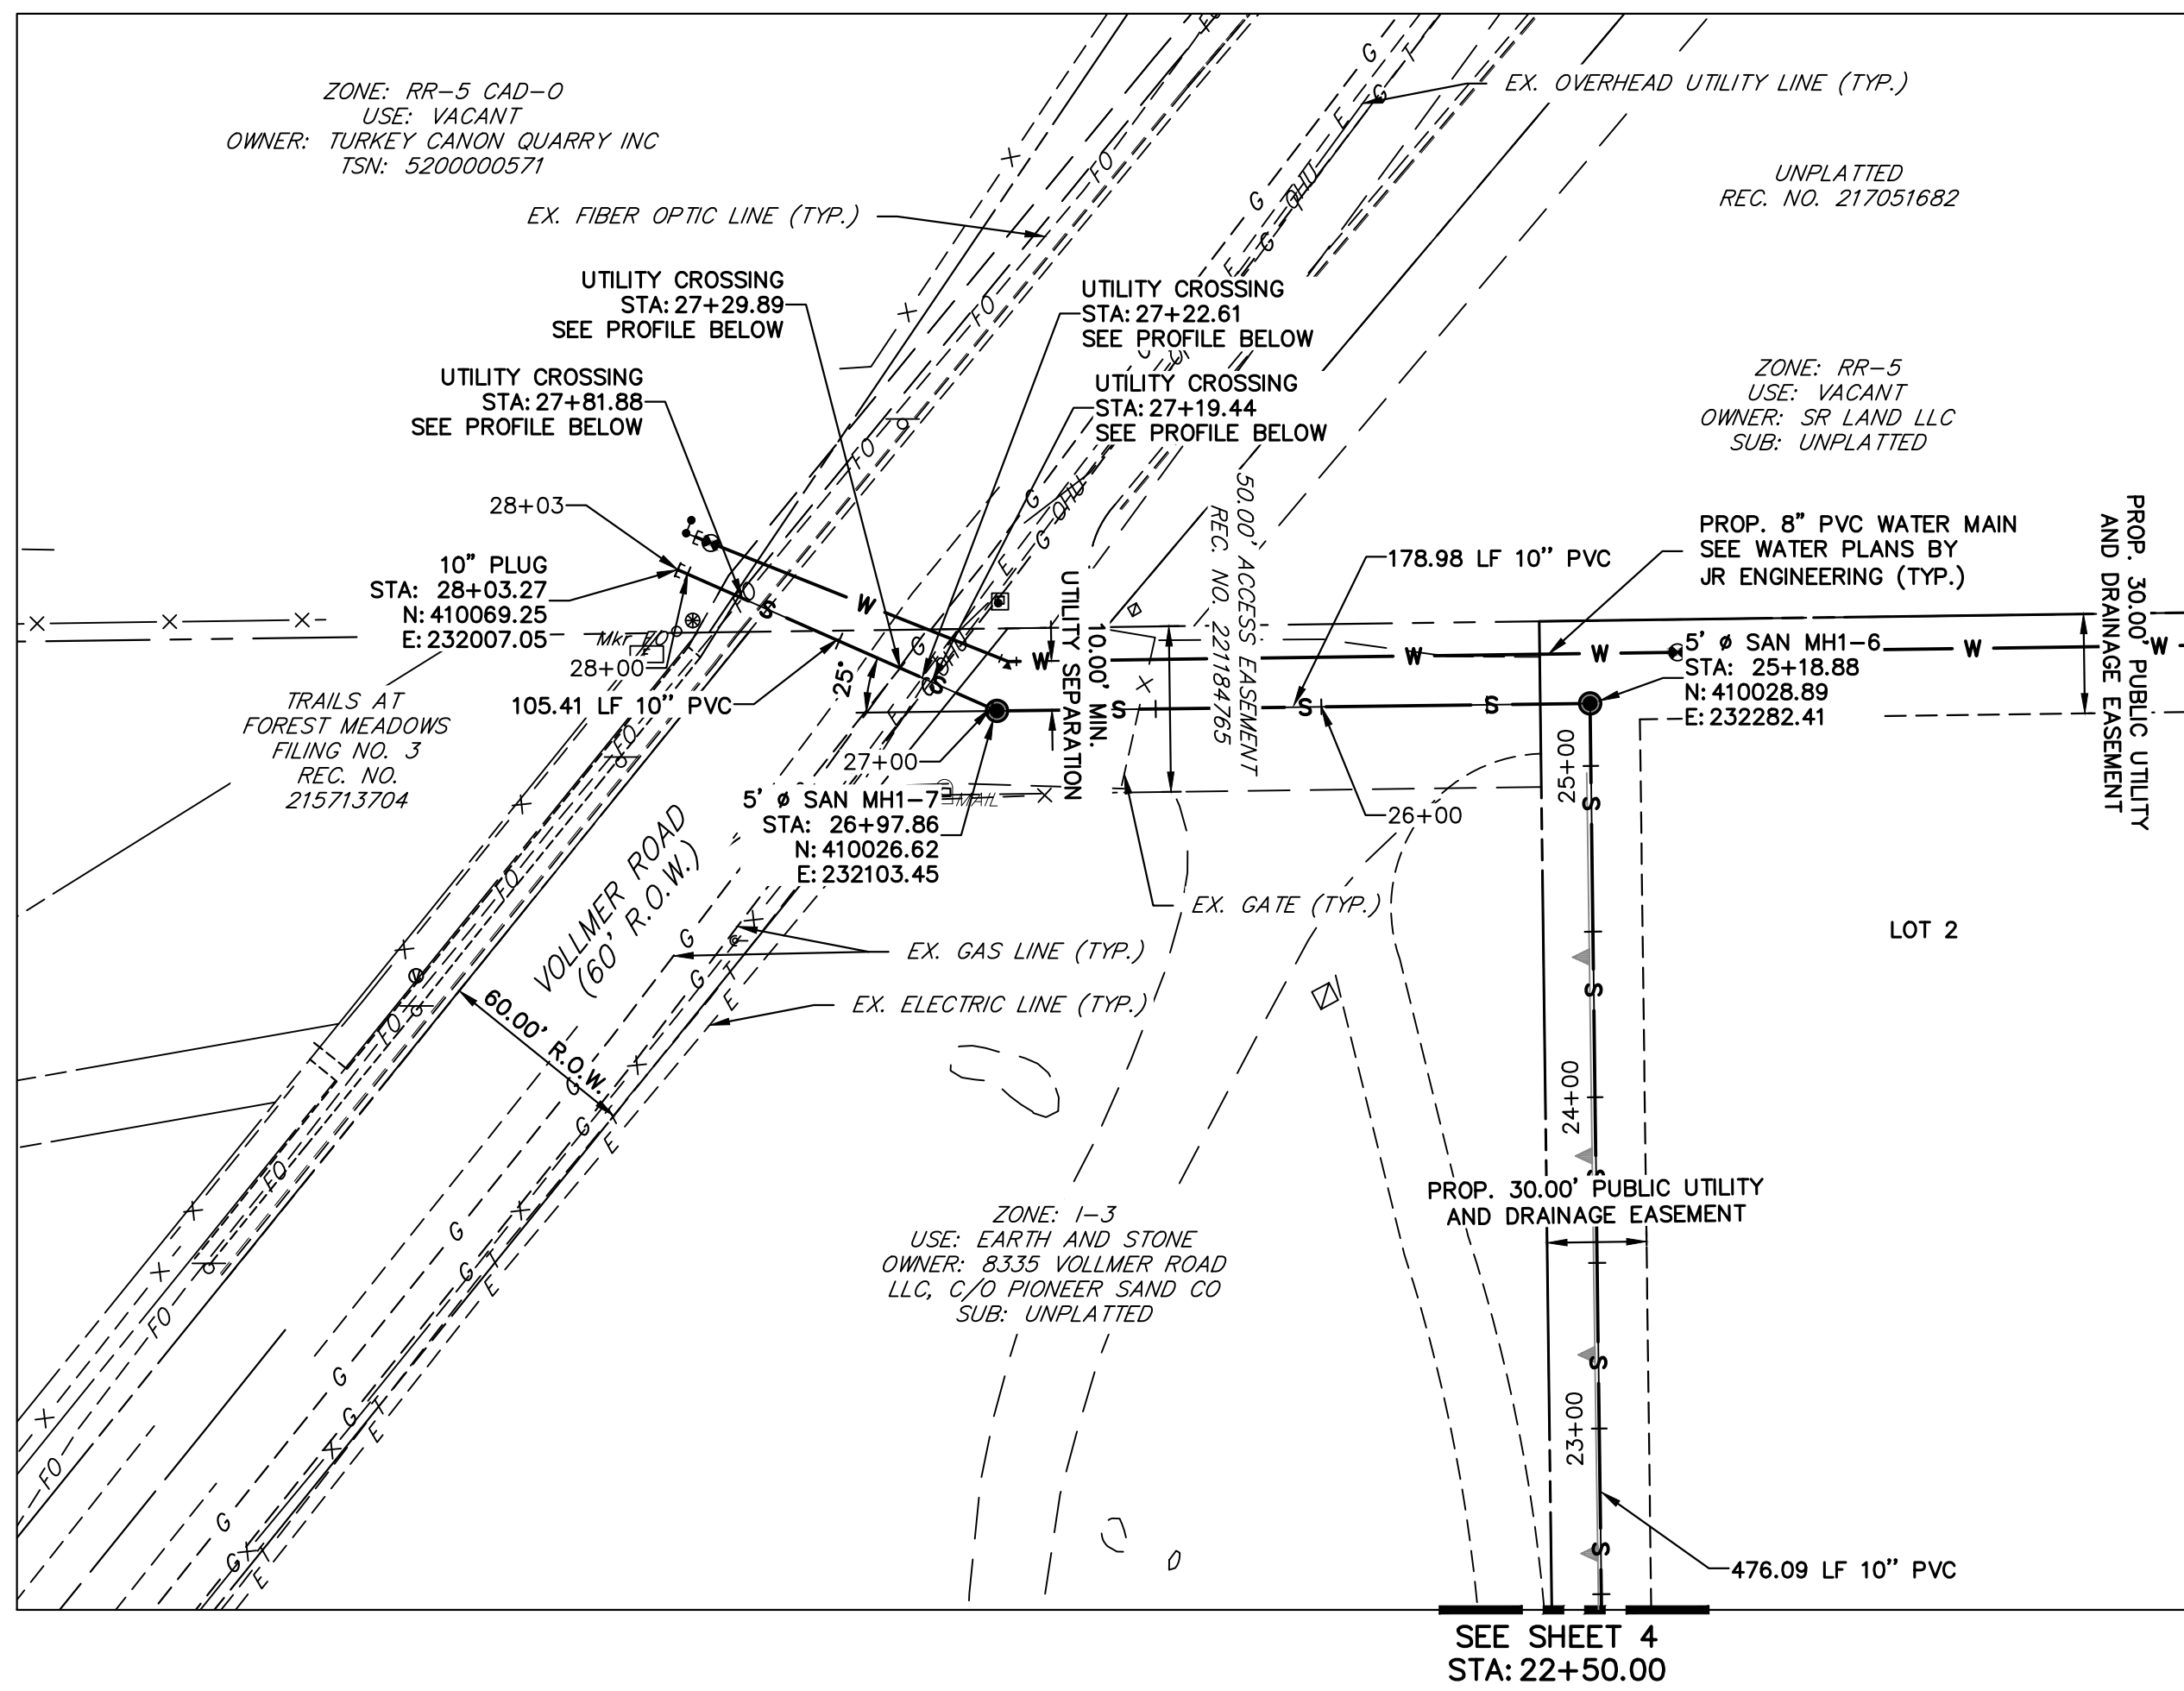 ZONE: RR-5 CAD-O
USE: VACANT
OWNER: TURKEY CANON QUARRY INC
TSN: 5200000571
EX. OVERHEAD UTILITY LINE (TYP.)
UNPLATTED
REC. NO. 217051682
EX. FIBER OPTIC LINE (TYP.)
UTILITY CROSSING
STA: 27+29.89
SEE PROFILE BELOW
UTILITY CROSSING
STA: 27+22.61
SEE PROFILE BELOW
UTILITY CROSSING
STA: 27+81.88
SEE PROFILE BELOW
UTILITY CROSSING
STA: 27+19.44
SEE PROFILE BELOW
ZONE: RR-5
USE: VACANT
OWNER: SR LAND LLC
SUB: UNPLATTED
28+03
10" PLUG
STA: 28+03.27
N: 410069.25
E: 232007.05
50.00' ACCESS EASEMENT
REC. NO. 221184765
178.98 LF 10" PVC
PROP. 8" PVC WATER MAIN
SEE WATER PLANS BY
JR ENGINEERING (TYP.)
PROP. 30.00' PUBLIC UTILITY
AND DRAINAGE EASEMENT
10.00' MIN.
UTILITY SEPARATION
5' ø SAN MH1-6
STA: 25+18.88
N: 410028.89
E: 232282.41
Mkr F/O
28+00
25°
105.41 LF 10" PVC
TRAILS AT
FOREST MEADOWS
FILING NO. 3
REC. NO.
215713704
27+00
5' ø SAN MH1-7
STA: 26+97.86
N: 410026.62
E: 232103.45
MAIL
26+00
25+00
VOLLMER ROAD
(60' R.O.W.)
EX. GATE (TYP.)
LOT 2
EX. GAS LINE (TYP.)
EX. ELECTRIC LINE (TYP.)
60.00' R.O.W.
24+00
PROP. 30.00' PUBLIC UTILITY
AND DRAINAGE EASEMENT
ZONE: I-3
USE: EARTH AND STONE
OWNER: 8335 VOLLMER ROAD
LLC, C/O PIONEER SAND CO
SUB: UNPLATTED
23+00
476.09 LF 10" PVC
SEE SHEET 4
STA: 22+50.00